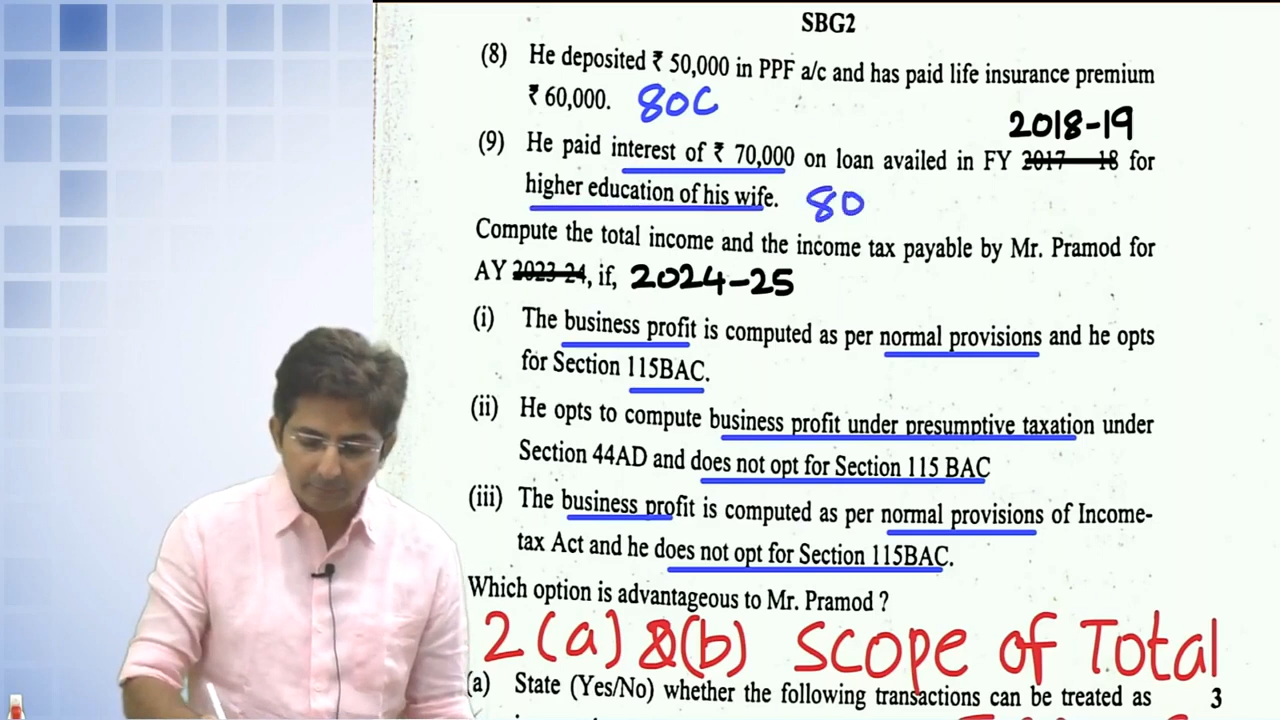 SBG2
(8) He deposited ₹ 50,000 in PPF a/c and has paid life insurance premium
₹ 60,000. 80C
2018-19
(9) He paid interest of ₹ 70,000 on loan availed in FY 2017-18 for
higher education of his wife. 80
Compute the total income and the income tax payable by Mr. Pramod for
AY 2023-24, if, 2024-25
(i) The business profit is computed as per normal provisions and he opts
for Section 115BAC.
(ii) He opts to compute business profit under presumptive taxation under
Section 44AD and does not opt for Section 115 BAC
(iii) The business profit is computed as per normal provisions of Income-
tax Act and he does not opt for Section 115BAC.
Which option is advantageous to Mr. Pramod ?
2(a) &(b) Scope of Total
(a) State (Yes/No) whether the following transactions can be treated as 3